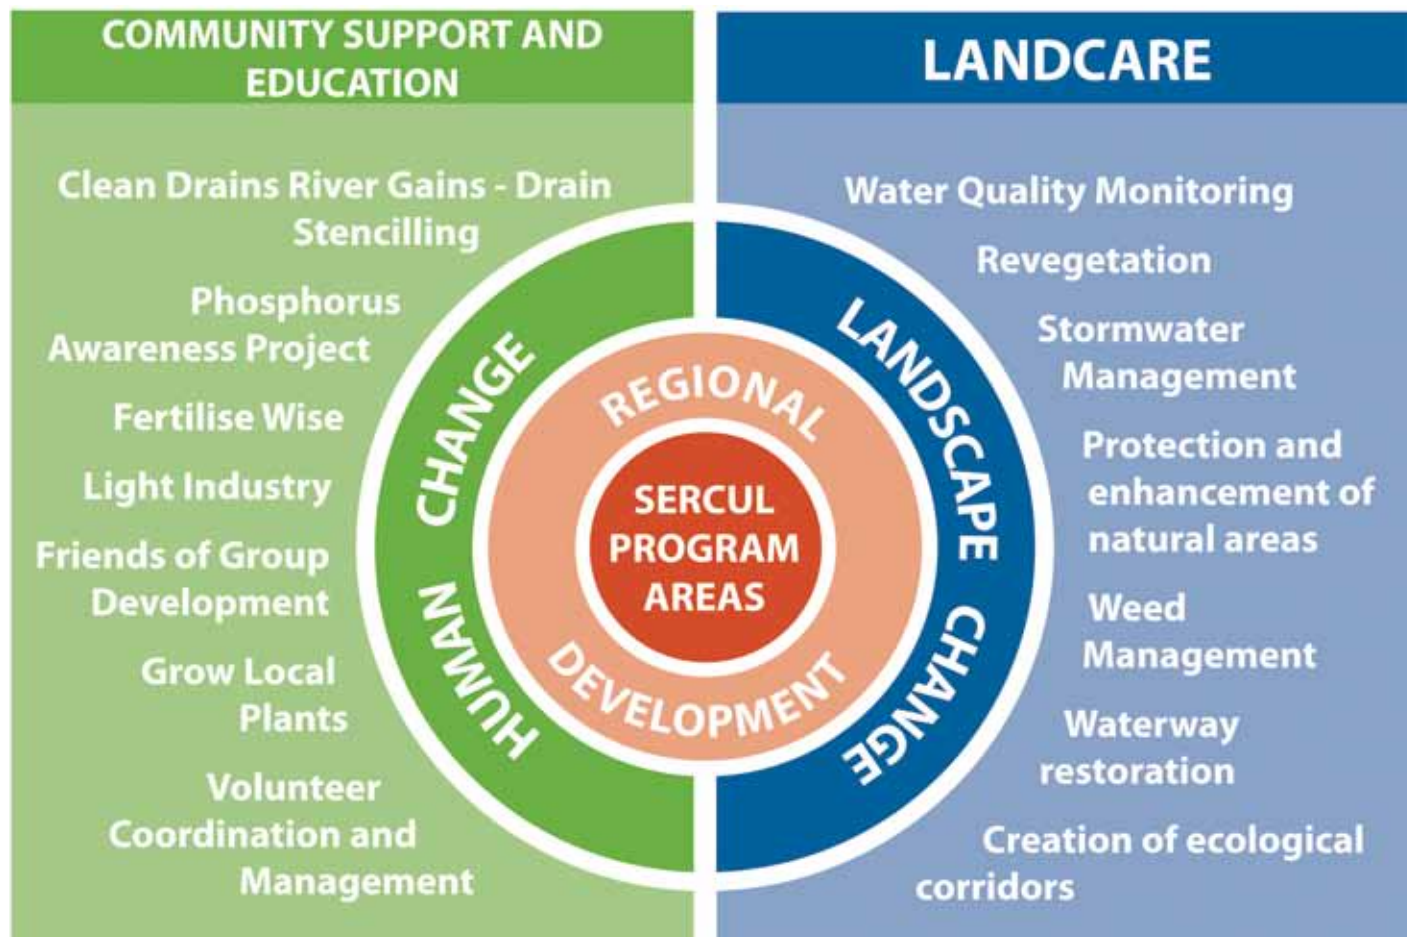 COMMUNITY SUPPORT AND
EDUCATION
Clean Drains River Gains - Drain
Stencilling
Phosphorus
Awareness Project
Fertilise Wise
Light Industry
Friends of Group
Development
Grow Local
Plants
Volunteer
Coordination and
Management
HUMAN CHANGE
REGIONAL
SERCUL
PROGRAM
AREAS
DEVELOPMENT
LANDSCAPE CHANGE
LANDCARE
Water Quality Monitoring
Revegetation
Stormwater
Management
Protection and
enhancement of
natural areas
Weed
Management
Waterway
restoration
Creation of ecological
corridors